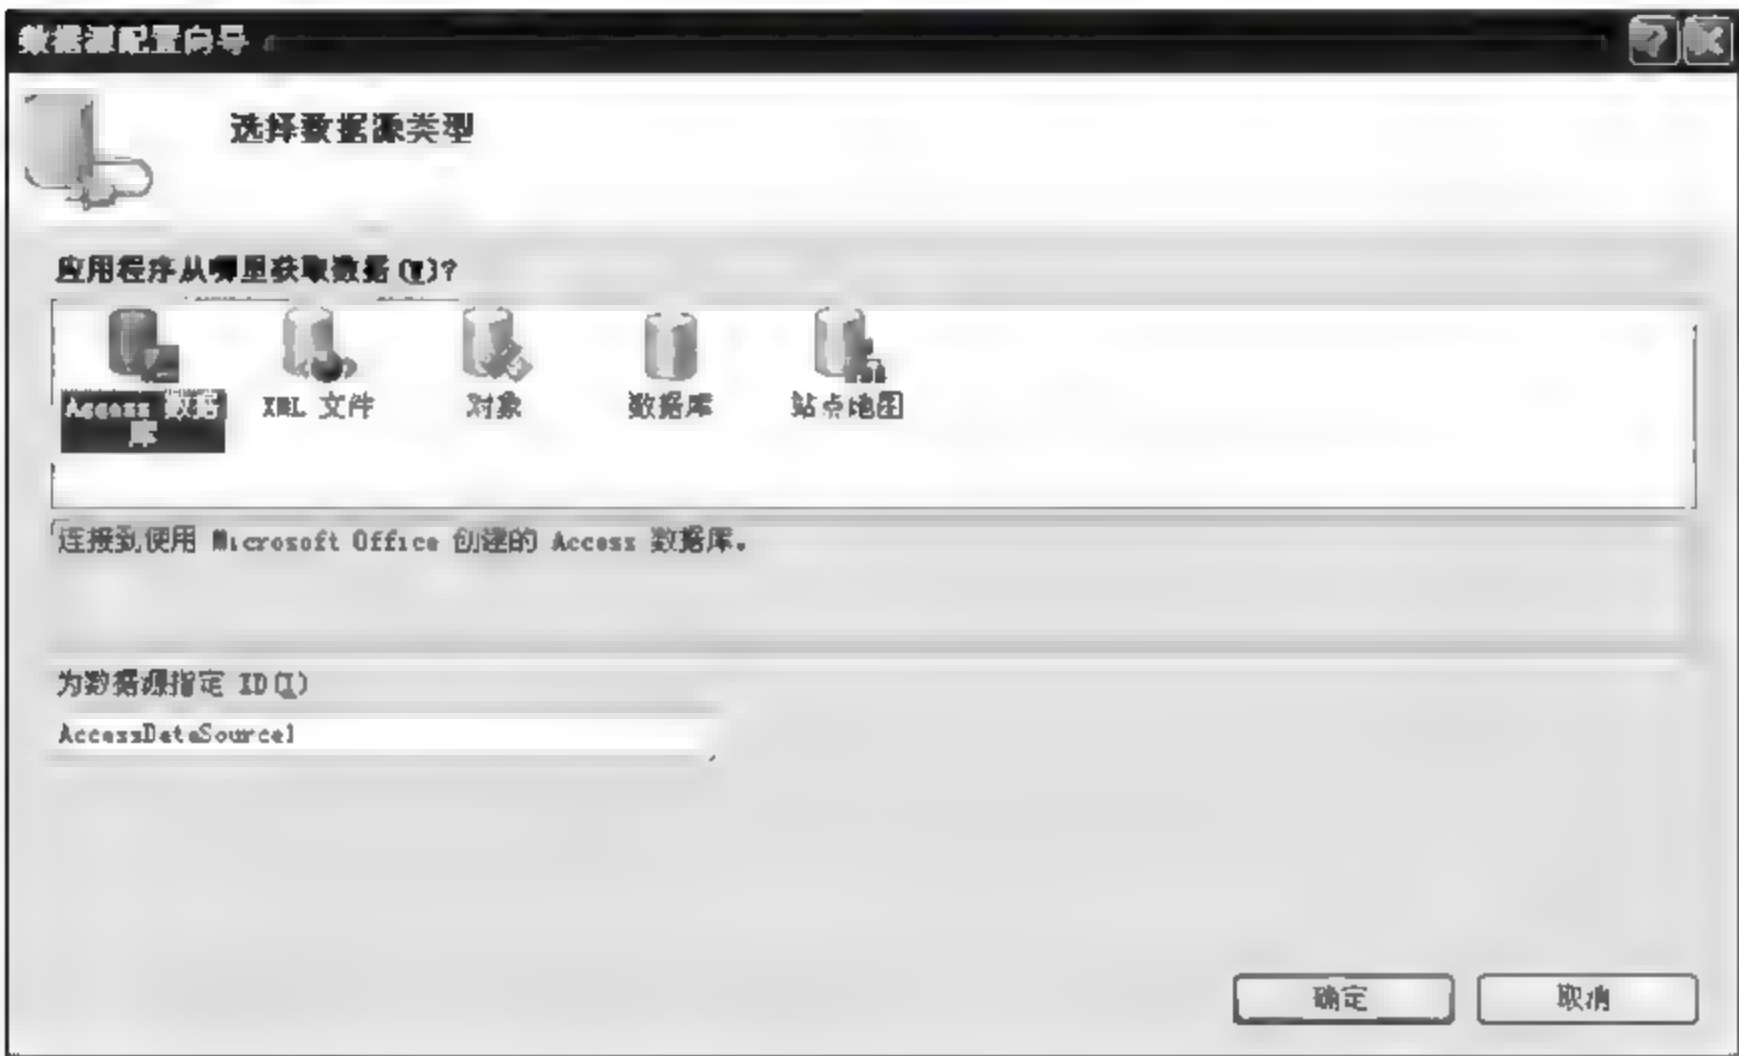 数据源配置向导
选择数据源类型
应用程序从哪里获取数据(W)?
Access 数据库
XML 文件
对象
数据库
站点地图
连接到使用 Microsoft Office 创建的 Access 数据库。
为数据源指定 ID(I)
AccessDataSource1
确定
取消